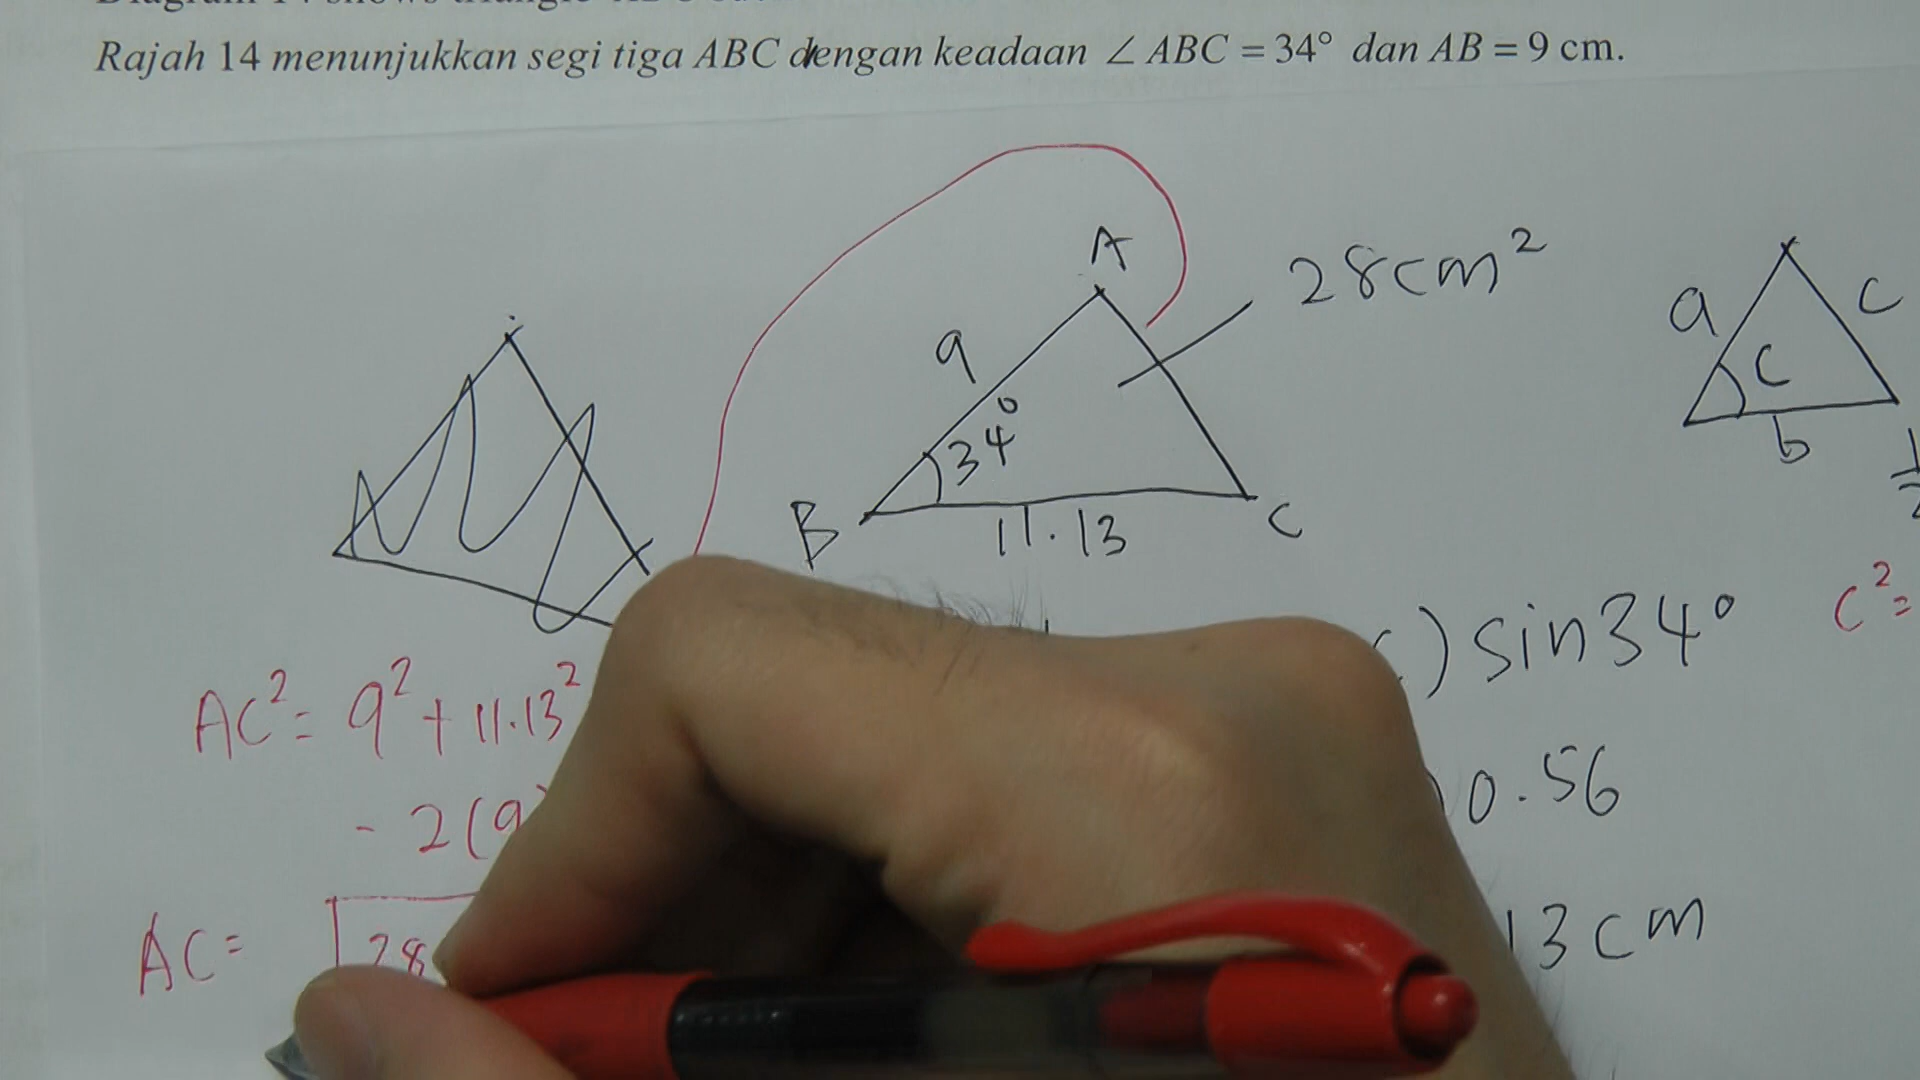 Rajah 14 menunjukkan segi tiga ABC dengan keadaan ∠ ABC = 34° dan AB = 9 cm.
A
28cm²
9
34°
B
11.13
C
a
c
C
b
sin34°
c² =
AC² = 9² + 11.13²
0.56
- 2(9
13cm
AC = √28